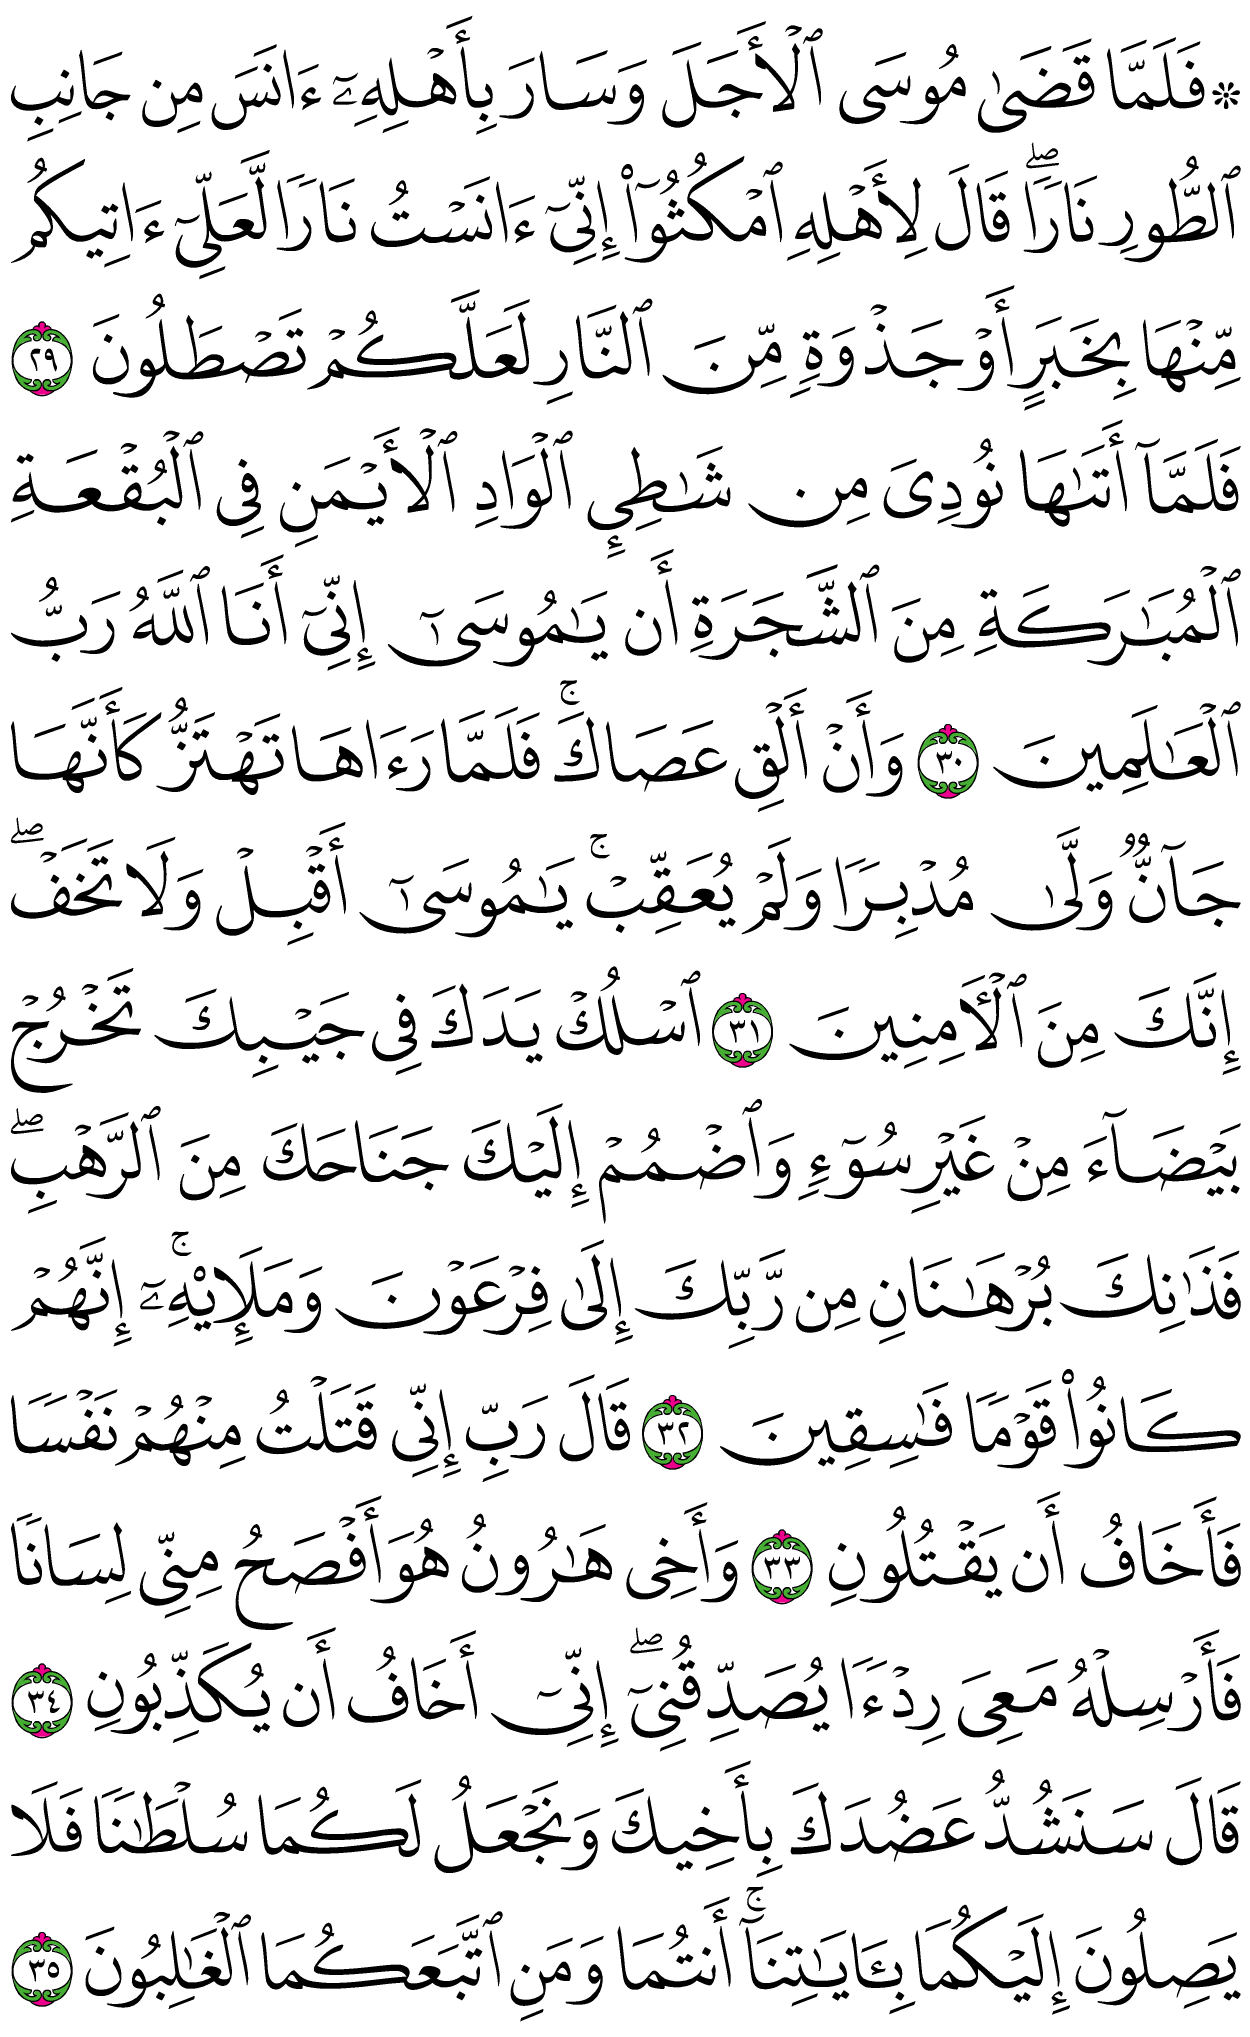 ۞ فَلَمَّا قَضَىٰ مُوسَى ٱلْأَجَلَ وَسَارَ بِأَهْلِهِۦٓ ءَانَسَ مِن جَانِبِ
ٱلطُّورِ نَارًاۖ قَالَ لِأَهْلِهِ ٱمْكُثُوٓا۟ إِنِّىٓ ءَانَسْتُ نَارًا لَّعَلِّىٓ ءَاتِيكُم
مِّنْهَا بِخَبَرٍ أَوْ جَذْوَةٍ مِّنَ ٱلنَّارِ لَعَلَّكُمْ تَصْطَلُونَ ٢٩
فَلَمَّآ أَتَىٰهَا نُودِىَ مِن شَـٰطِئِ ٱلْوَادِ ٱلْأَيْمَنِ فِى ٱلْبُقْعَةِ
ٱلْمُبَـٰرَكَةِ مِنَ ٱلشَّجَرَةِ أَن يَـٰمُوسَىٰٓ إِنِّىٓ أَنَا ٱللَّهُ رَبُّ
ٱلْعَـٰلَمِينَ ٣٠ وَأَنْ أَلْقِ عَصَاكَۚ فَلَمَّا رَءَاهَا تَهْتَزُّ كَأَنَّهَا
جَآنٌّ وَلَّىٰ مُدْبِرًا وَلَمْ يُعَقِّبْۚ يَـٰمُوسَىٰٓ أَقْبِلْ وَلَا تَخَفْۖ
إِنَّكَ مِنَ ٱلْـَٔامِنِينَ ٣١ ٱسْلُكْ يَدَكَ فِى جَيْبِكَ تَخْرُجْ
بَيْضَآءَ مِنْ غَيْرِ سُوٓءٍ وَٱضْمُمْ إِلَيْكَ جَنَاحَكَ مِنَ ٱلرَّهْبِۖ
فَذَٰنِكَ بُرْهَـٰنَانِ مِن رَّبِّكَ إِلَىٰ فِرْعَوْنَ وَمَلَإِي۟هِۦٓۚ إِنَّهُمْ
كَانُوا۟ قَوْمًا فَـٰسِقِينَ ٣٢ قَالَ رَبِّ إِنِّى قَتَلْتُ مِنْهُمْ نَفْسًا
فَأَخَافُ أَن يَقْتُلُونِ ٣٣ وَأَخِى هَـٰرُونُ هُوَ أَفْصَحُ مِنِّى لِسَانًا
فَأَرْسِلْهُ مَعِىَ رِدْءًا يُصَدِّقُنِىٓۖ إِنِّىٓ أَخَافُ أَن يُكَذِّبُونِ ٣٤
قَالَ سَنَشُدُّ عَضُدَكَ بِأَخِيكَ وَنَجْعَلُ لَكُمَا سُلْطَـٰنًا فَلَا
يَصِلُونَ إِلَيْكُمَا بِـَٔايَـٰتِنَآۚ أَنتُمَا وَمَنِ ٱتَّبَعَكُمَا ٱلْغَـٰلِبُونَ ٣٥